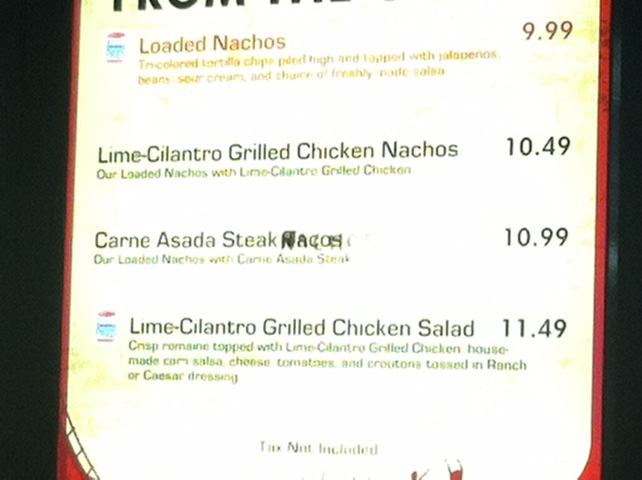 FROM THE
Loaded Nachos 9.99
Tri-colored tortilla chips piled high and topped with jalapeños,
beans, sour cream, and choice of freshly made salsa
Lime-Cilantro Grilled Chicken Nachos 10.49
Our Loaded Nachos with Lime-Cilantro Grilled Chicken
Carne Asada Steak 10.99
Our Loaded Nachos with Carne Asada Steak
Lime-Cilantro Grilled Chicken Salad 11.49
Crisp romaine topped with Lime-Cilantro Grilled Chicken, house-
made corn salsa, cheese, tomatoes, and croutons tossed in Ranch
or Caesar dressing
Tax Not Included